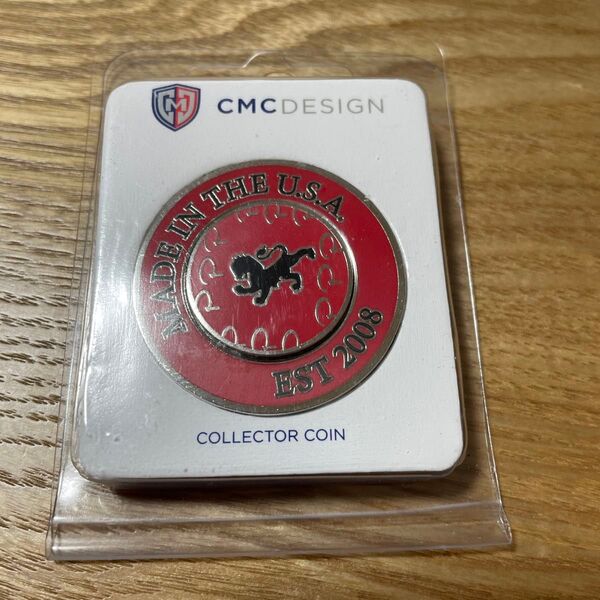 CMCDESIGN
MADE IN THE U.S.A.
EST 2008
COLLECTOR COIN